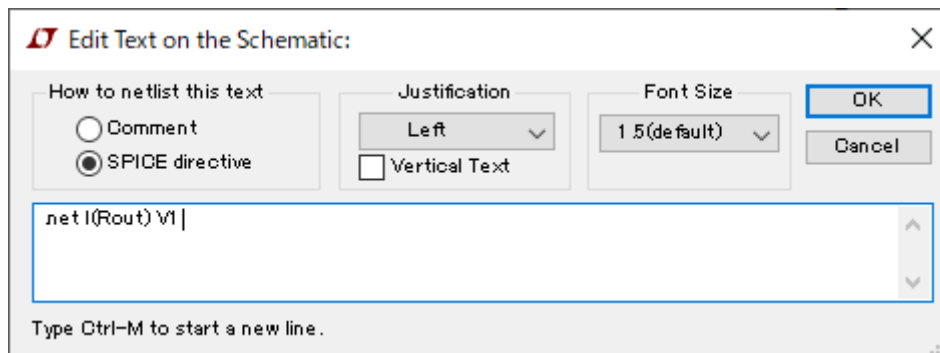 Edit Text on the Schematic:
How to netlist this text
Comment
SPICE directive
Justification
Left
Vertical Text
Font Size
1.5(default)
OK
Cancel
.net I(Rout) V1
Type Ctrl-M to start a new line.